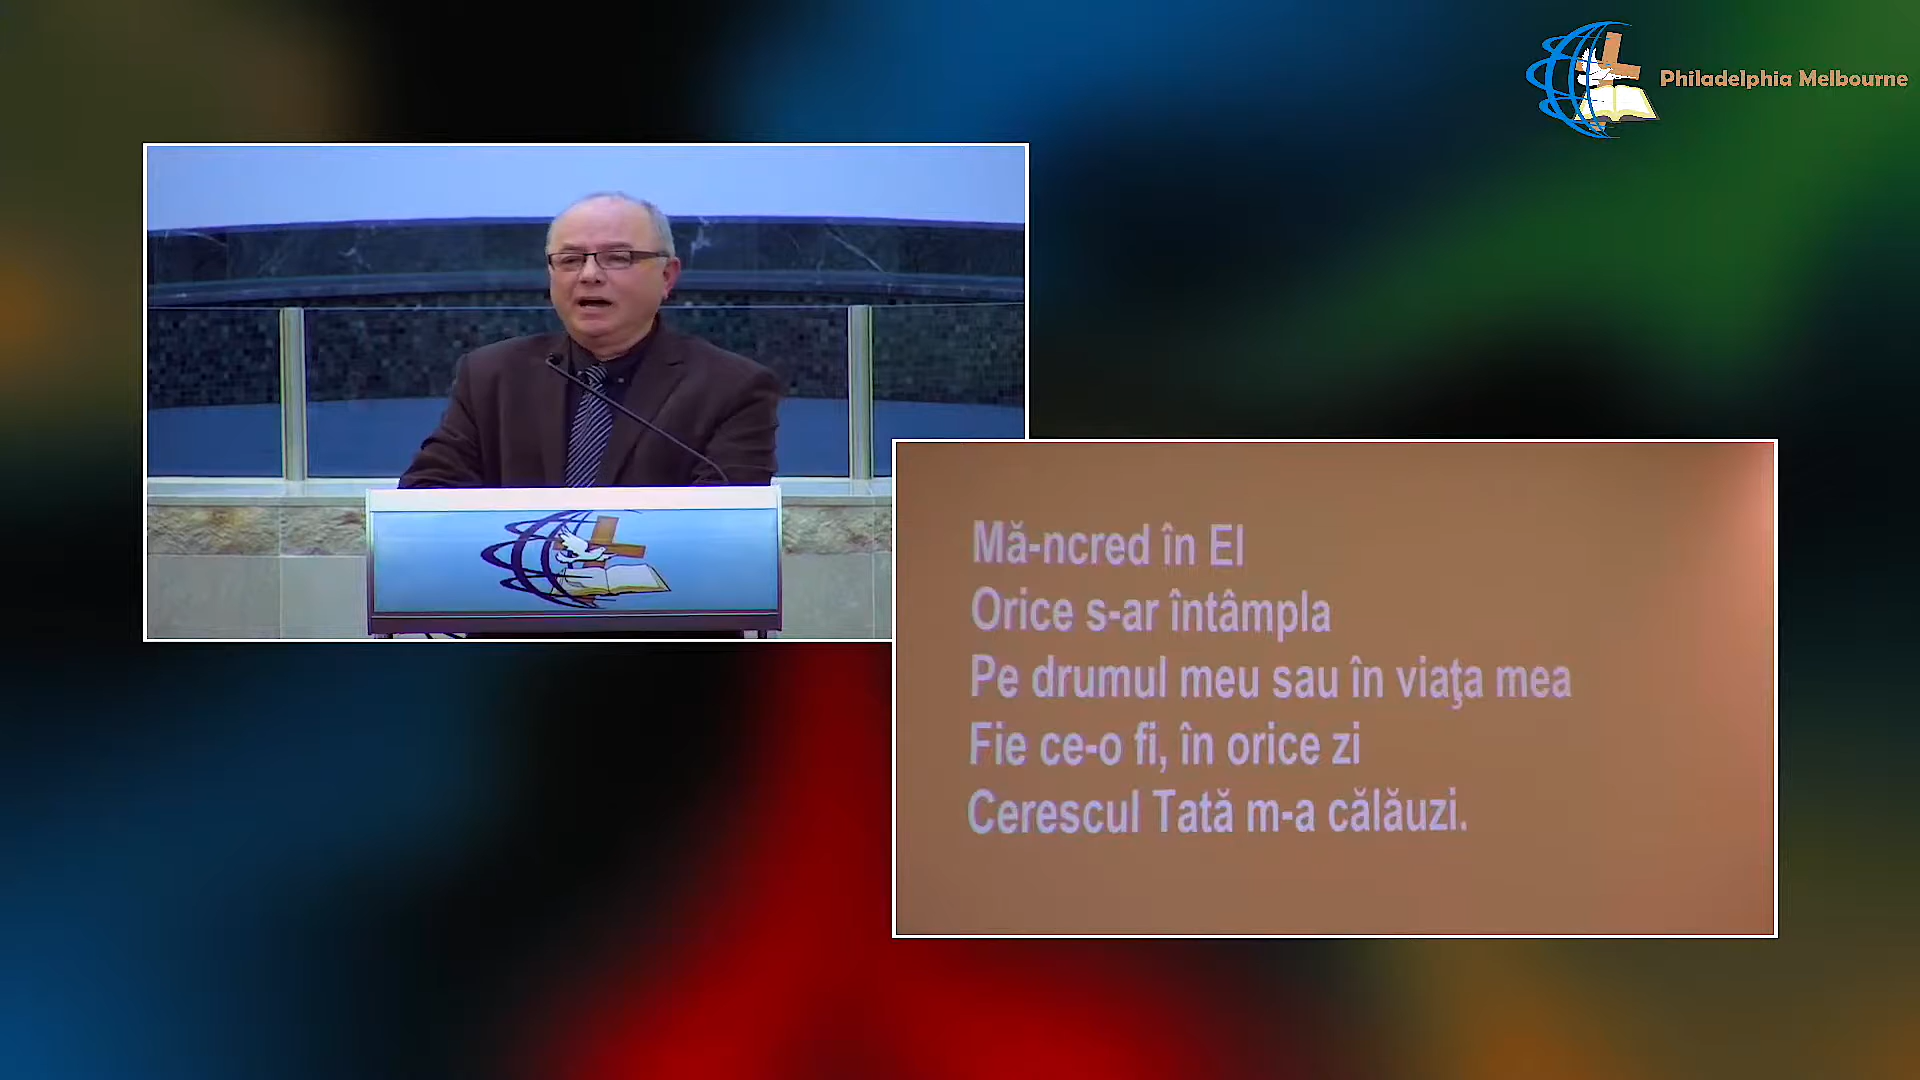 Philadelphia Melbourne
Mă-ncred în El
Orice s-ar întâmpla
Pe drumul meu sau în viaţa mea
Fie ce-o fi, în orice zi
Cerescul Tată m-a călăuzi.